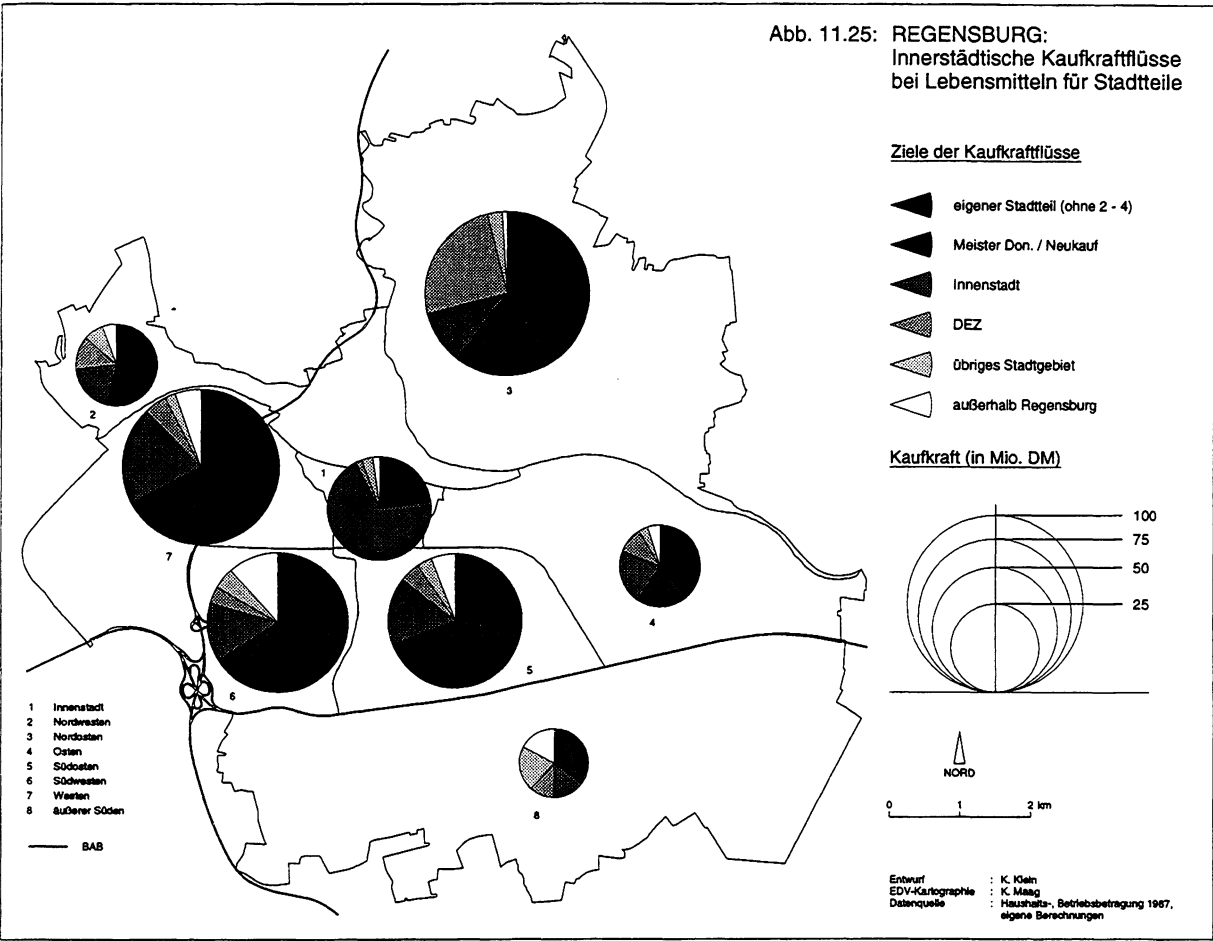 Abb. 11.25: REGENSBURG:
Innerstädtische Kaufkraftflüsse
bei Lebensmitteln für Stadtteile
Ziele der Kaufkraftflüsse
eigener Stadtteil (ohne 2 - 4)
Meister Don. / Neukauf
Innenstadt
DEZ
übriges Stadtgebiet
außerhalb Regensburg
Kaufkraft (in Mio. DM)
100
75
50
25
NORD
0 1 2 km
Entwurf : K. Klein
EDV-Kartographie : K. Maag
Datenquelle : Haushalts-, Betriebsbefragung 1987,
eigene Berechnungen
3
2
1
7
4
5
6
8
1 Innenstadt
2 Nordwesten
3 Nordosten
4 Osten
5 Südosten
6 Südwesten
7 Westen
8 äußerer Süden
BAB